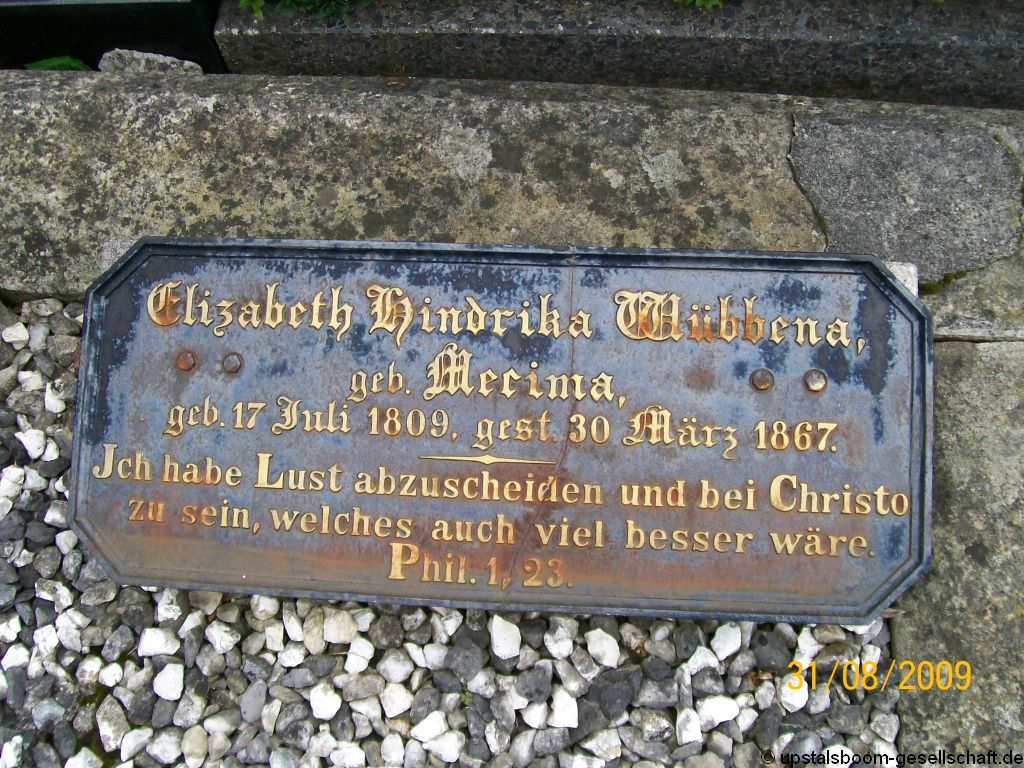 Elizabeth Hindrika Wübbena,
geb. Mecima,
geb. 17 Juli 1809, gest. 30 März 1867.
Jch habe Lust abzuscheiden und bei Christo
zu sein, welches auch viel besser wäre.
Phil. 1, 23.
31/08/2009
© upstalsboom-gesellschaft.de